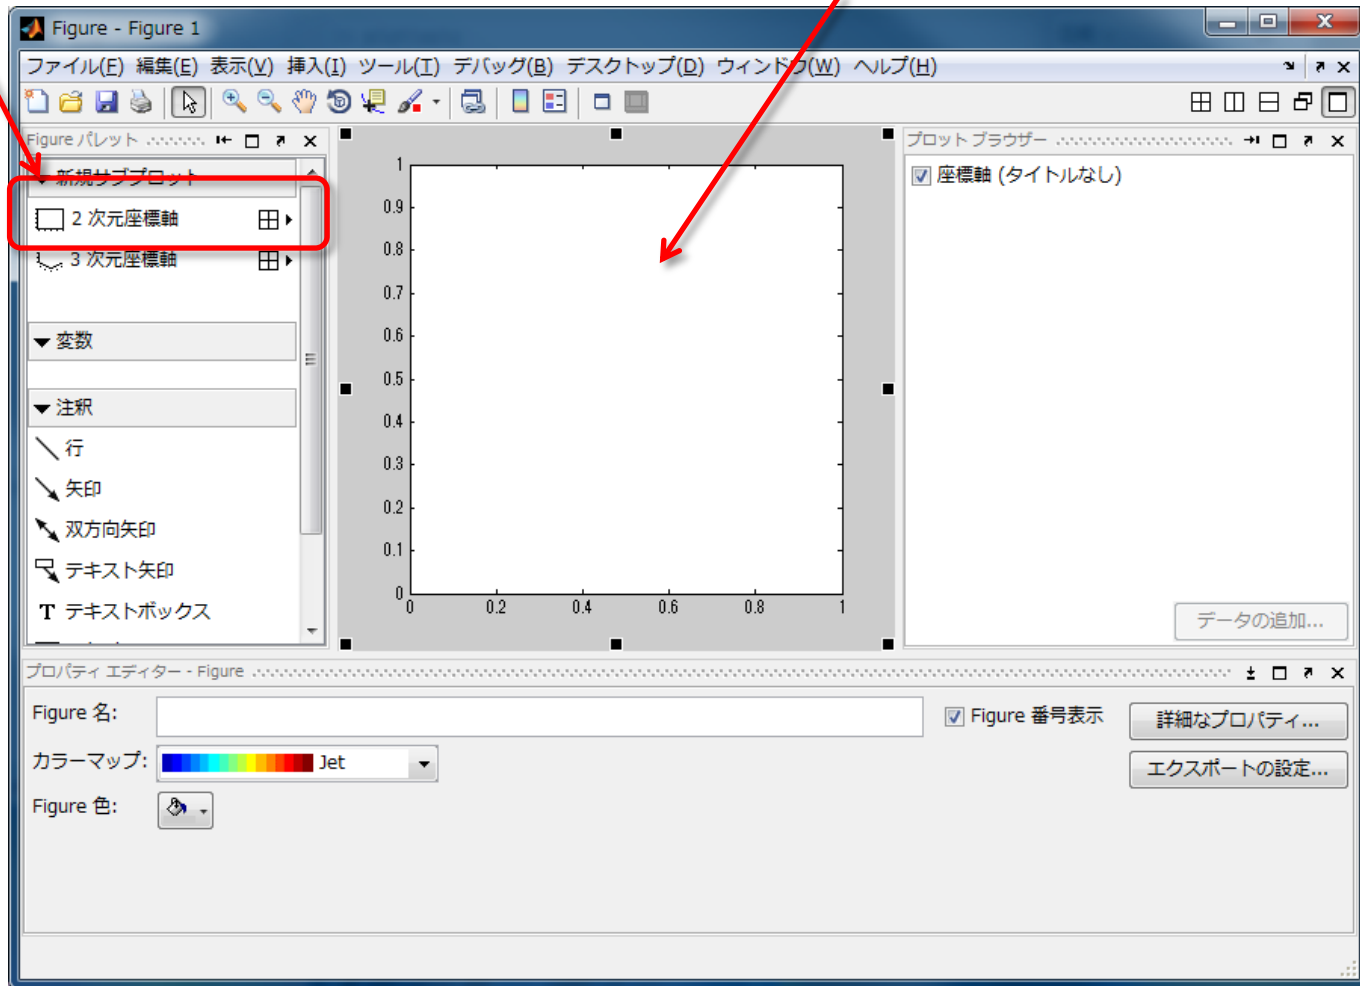 Figure - Figure 1
ファイル(F) 編集(E) 表示(V) 挿入(I) ツール(T) デバッグ(B) デスクトップ(D) ウィンドウ(W) ヘルプ(H)
Figure パレット
新規サブプロット
2 次元座標軸
3 次元座標軸
変数
注釈
行
矢印
双方向矢印
テキスト矢印
T テキストボックス
1
0.9
0.8
0.7
0.6
0.5
0.4
0.3
0.2
0.1
0
0 0.2 0.4 0.6 0.8 1
プロット ブラウザー
座標軸 (タイトルなし)
データの追加...
プロパティ エディター - Figure
Figure 名:
Figure 番号表示
詳細なプロパティ...
カラーマップ: Jet
エクスポートの設定...
Figure 色: